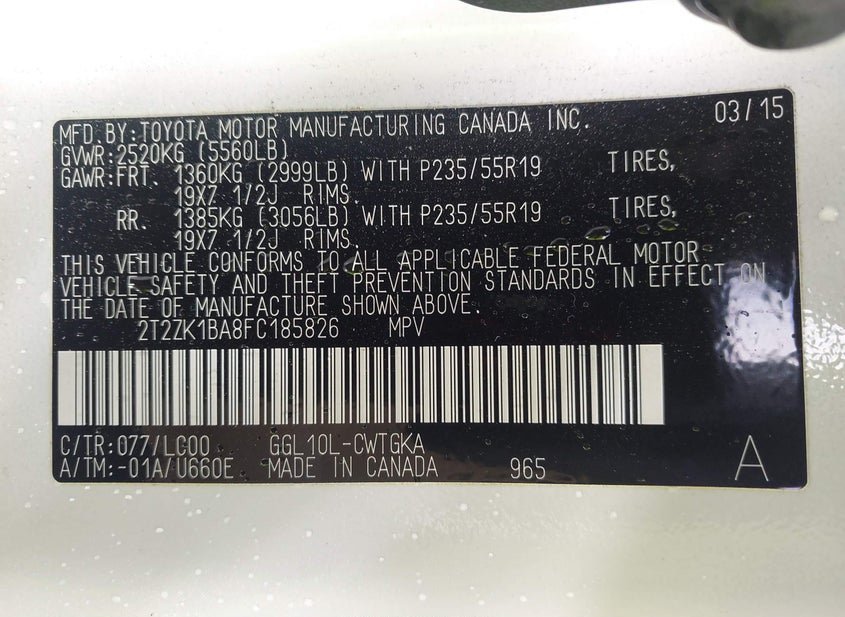 MFD.BY:TOYOTA MOTOR MANUFACTURING CANADA INC. 03/15
GVWR:2520KG (5560LB)
GAWR:FRT. 1360KG (2999LB) WITH P235/55R19 TIRES,
19X7 1/2J RIMS.
RR. 1385KG (3056LB) WITH P235/55R19 TIRES,
19X7 1/2J RIMS.
THIS VEHICLE CONFORMS TO ALL APPLICABLE FEDERAL MOTOR
VEHICLE SAFETY AND THEFT PREVENTION STANDARDS IN EFFECT ON
THE DATE OF MANUFACTURE SHOWN ABOVE.
2T2ZK1BA8FC185826 MPV
C/TR:077/LC00 GGL10L-CWTGKA
A/TM:-01A/U660E MADE IN CANADA 965 A